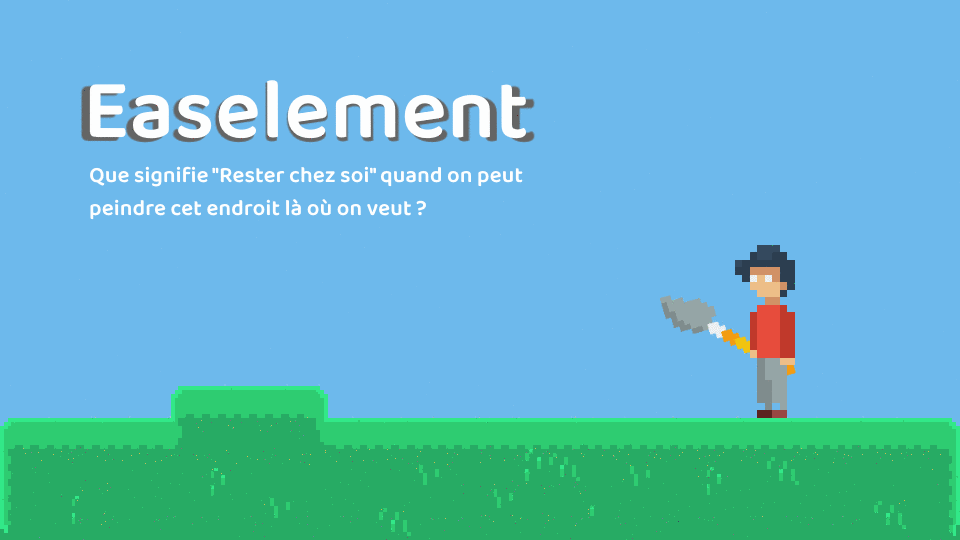 Easelement
Que signifie "Rester chez soi" quand on peut
peindre cet endroit là où on veut ?